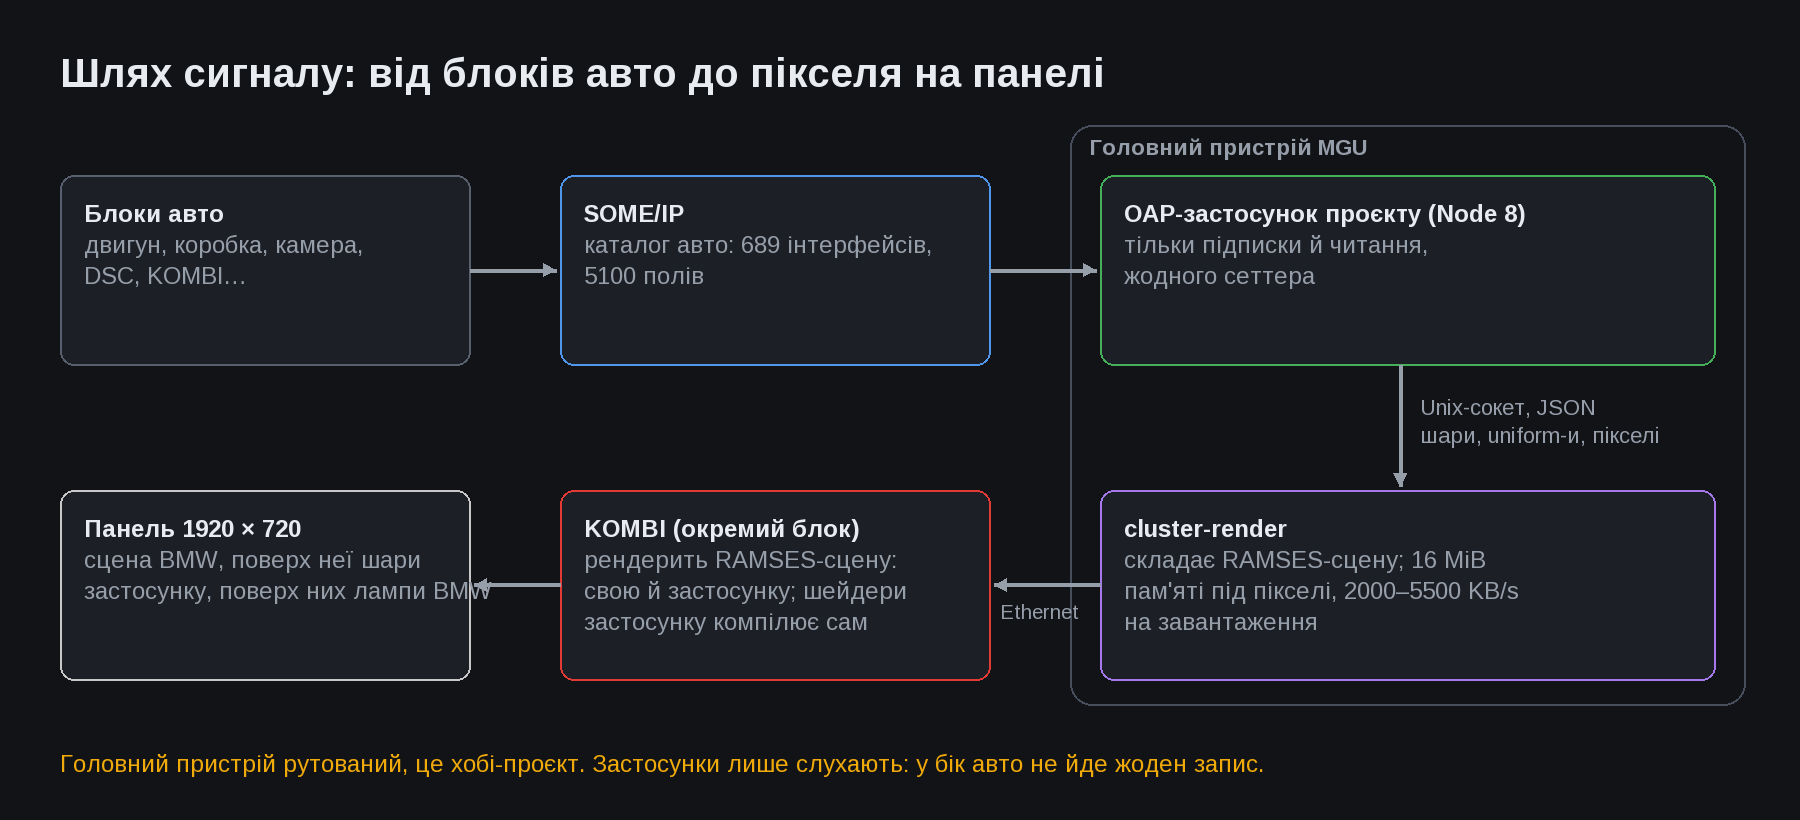 Шлях сигналу: від блоків авто до пікселя на панелі
Головний пристрій MGU
Блоки авто
двигун, коробка, камера,
DSC, KOMBI…
SOME/IP
каталог авто: 689 інтерфейсів,
5100 полів
OAP-застосунок проєкту (Node 8)
тільки підписки й читання,
жодного сеттера
Unix-сокет, JSON
шари, uniform-и, пікселі
Панель 1920 × 720
сцена BMW, поверх неї шари
застосунку, поверх них лампи BMW
KOMBI (окремий блок)
рендерить RAMSES-сцену:
свою й застосунку; шейдери
застосунку компілює сам
Ethernet
cluster-render
складає RAMSES-сцену; 16 MiB
пам'яті під пікселі, 2000–5500 KB/s
на завантаження
Головний пристрій рутований, це хобі-проєкт. Застосунки лише слухають: у бік авто не йде жоден запис.